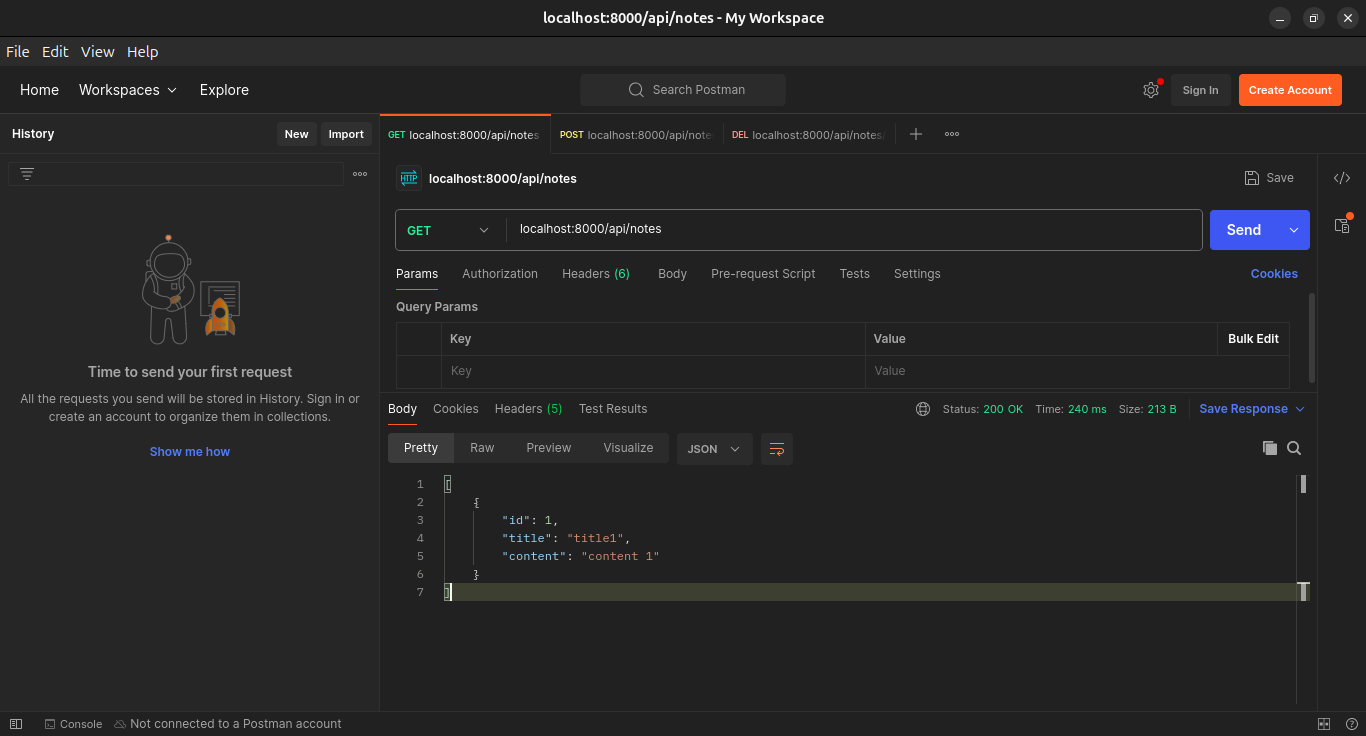 localhost:8000/api/notes - My Workspace
File Edit View Help
Home Workspaces Explore Search Postman Sign In Create Account
History New Import
GET localhost:8000/api/notes POST localhost:8000/api/note DEL localhost:8000/api/notes/
HTTP localhost:8000/api/notes Save
GET localhost:8000/api/notes Send
Params Authorization Headers (6) Body Pre-request Script Tests Settings Cookies
Query Params
Key Value Bulk Edit
Key Value
Time to send your first request
All the requests you send will be stored in History. Sign in or
create an account to organize them in collections.
Show me how
Body Cookies Headers (5) Test Results Status: 200 OK Time: 240 ms Size: 213 B Save Response
Pretty Raw Preview Visualize JSON
1 [
2 {
3 "id": 1,
4 "title": "title1",
5 "content": "content 1"
6 }
7 ]
Console Not connected to a Postman account